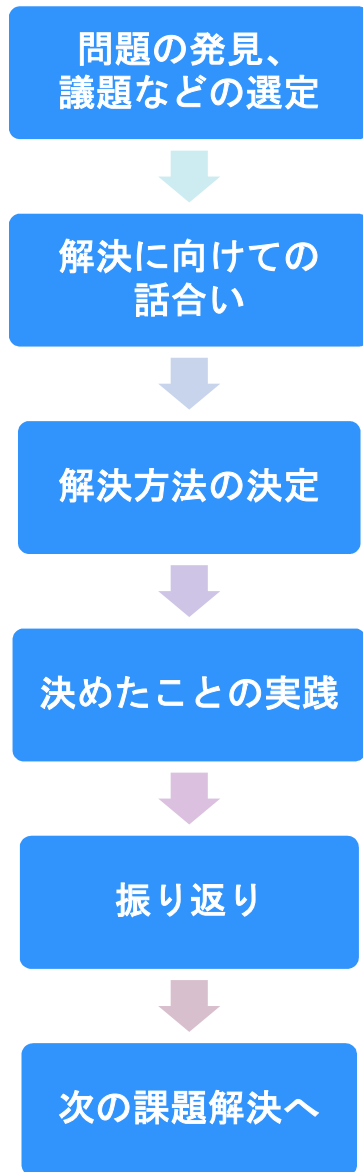 問題の発見、
議題などの選定
解決に向けての
話合い
解決方法の決定
決めたことの実践
振り返り
次の課題解決へ